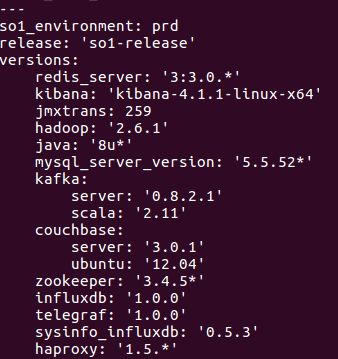 ---
so1_environment: prd
release: 'so1-release'
versions:
    redis_server: '3:3.0.*'
    kibana: 'kibana-4.1.1-linux-x64'
    jmxtrans: 259
    hadoop: '2.6.1'
    java: '8u*'
    mysql_server_version: '5.5.52*'
    kafka:
        server: '0.8.2.1'
        scala: '2.11'
    couchbase:
        server: '3.0.1'
        ubuntu: '12.04'
    zookeeper: '3.4.5*'
    influxdb: '1.0.0'
    telegraf: '1.0.0'
    sysinfo_influxdb: '0.5.3'
    haproxy: '1.5.*'